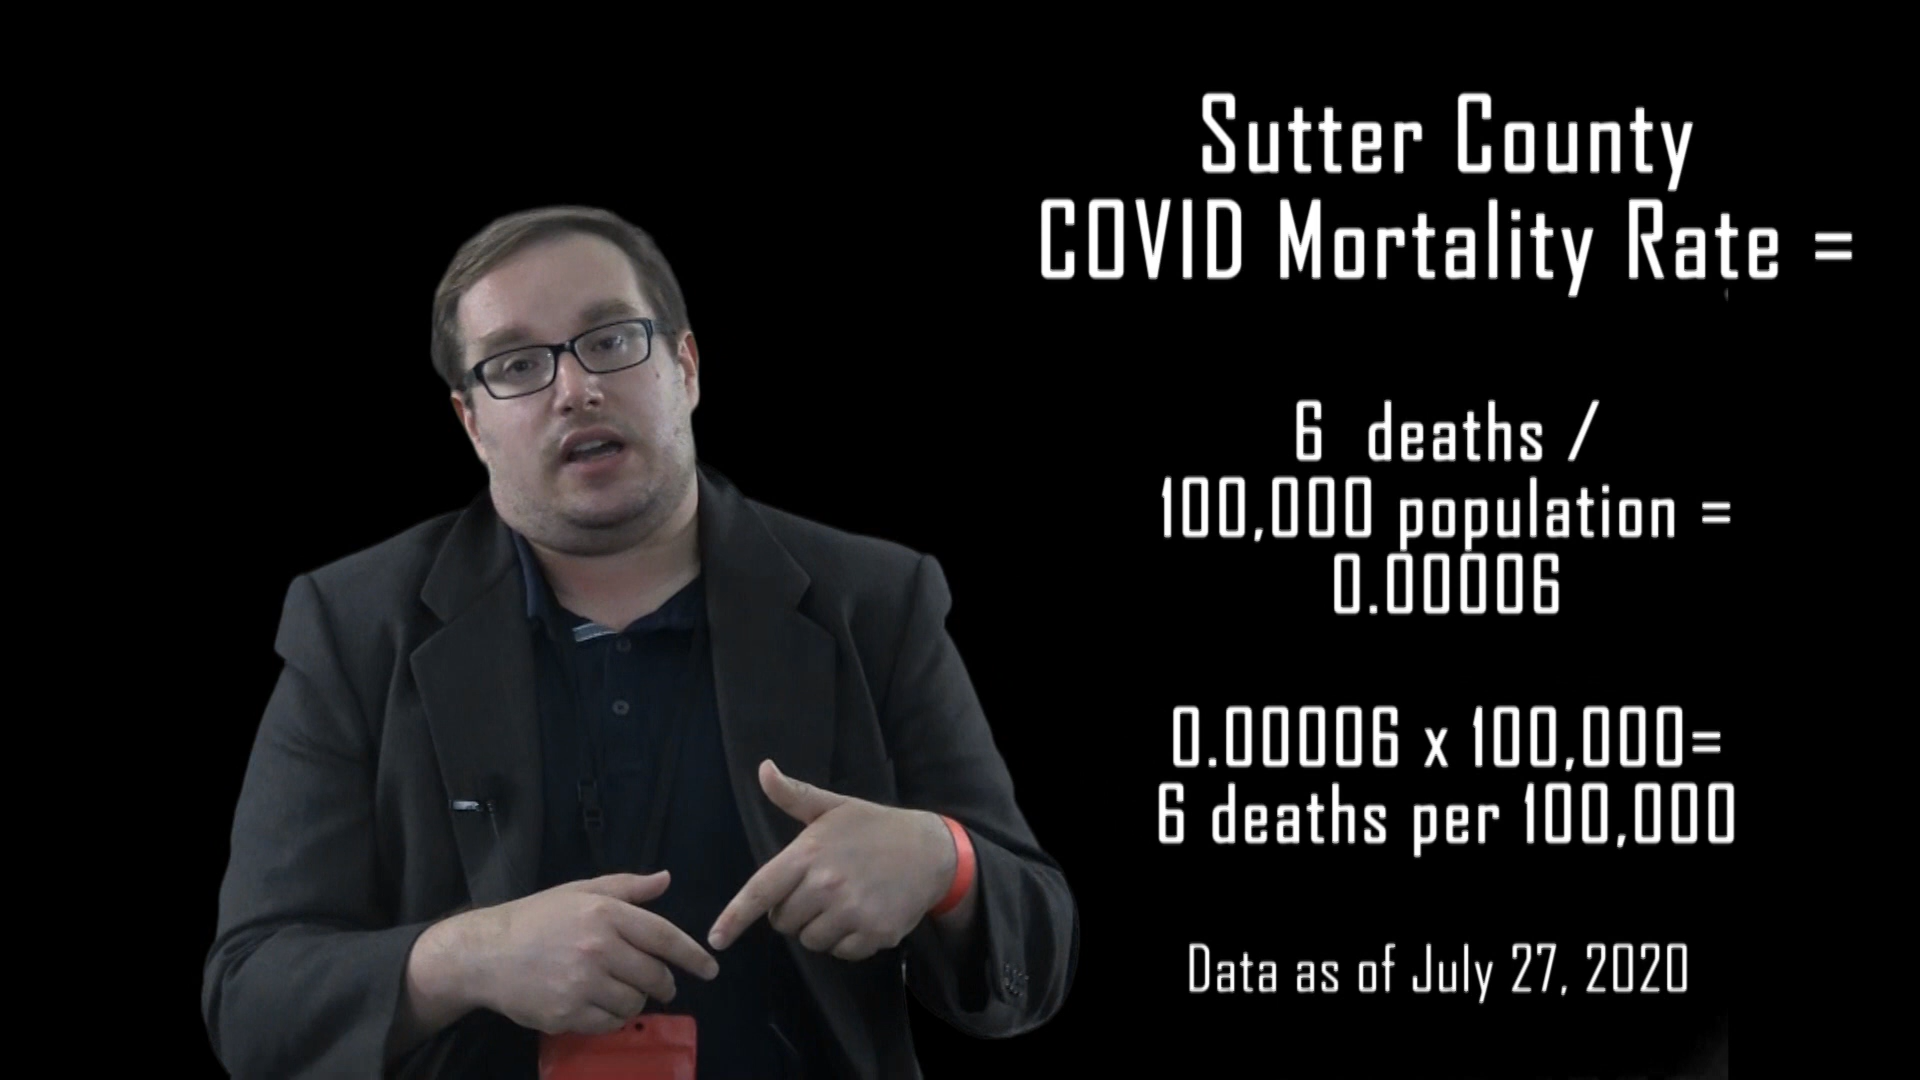 Sutter County
COVID Mortality Rate =
6 deaths /
100,000 population =
0.00006
0.00006 x 100,000=
6 deaths per 100,000
Data as of July 27, 2020